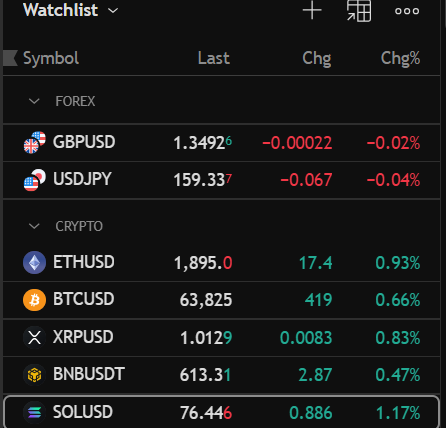 Watchlist
Symbol Last Chg Chg%
FOREX
GBPUSD 1.34926 −0.00022 −0.02%
USDJPY 159.337 −0.067 −0.04%
CRYPTO
ETHUSD 1,895.0 17.4 0.93%
BTCUSD 63,825 419 0.66%
XRPUSD 1.0129 0.0083 0.83%
BNBUSDT 613.31 2.87 0.47%
SOLUSD 76.446 0.886 1.17%